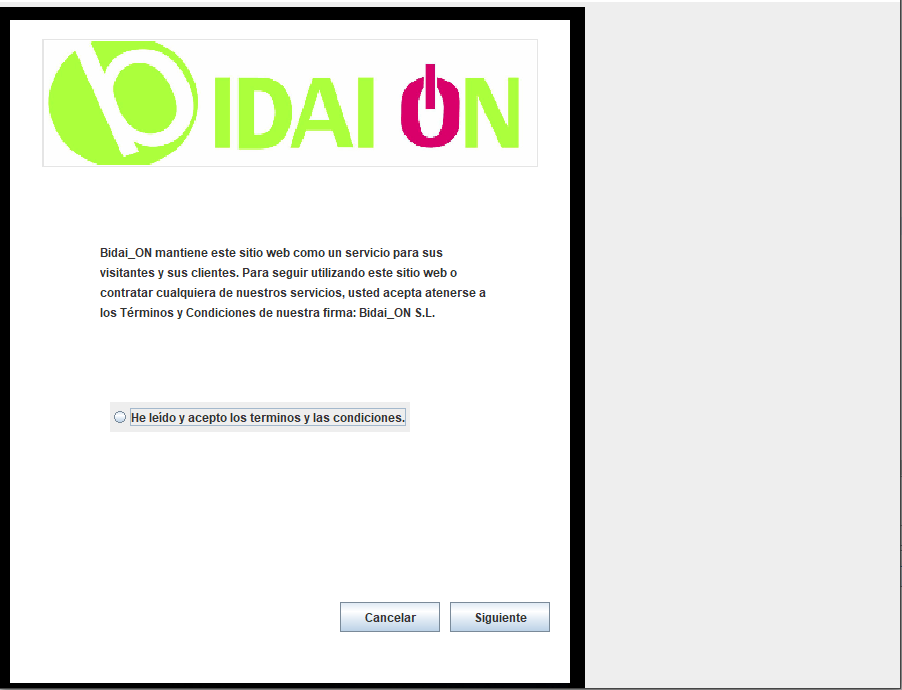 BIDAI ON
Bidai_ON mantiene este sitio web como un servicio para sus
visitantes y sus clientes. Para seguir utilizando este sitio web o
contratar cualquiera de nuestros servicios, usted acepta atenerse a
los Términos y Condiciones de nuestra firma: Bidai_ON S.L.
He leído y acepto los terminos y las condiciones.
Cancelar
Siguiente